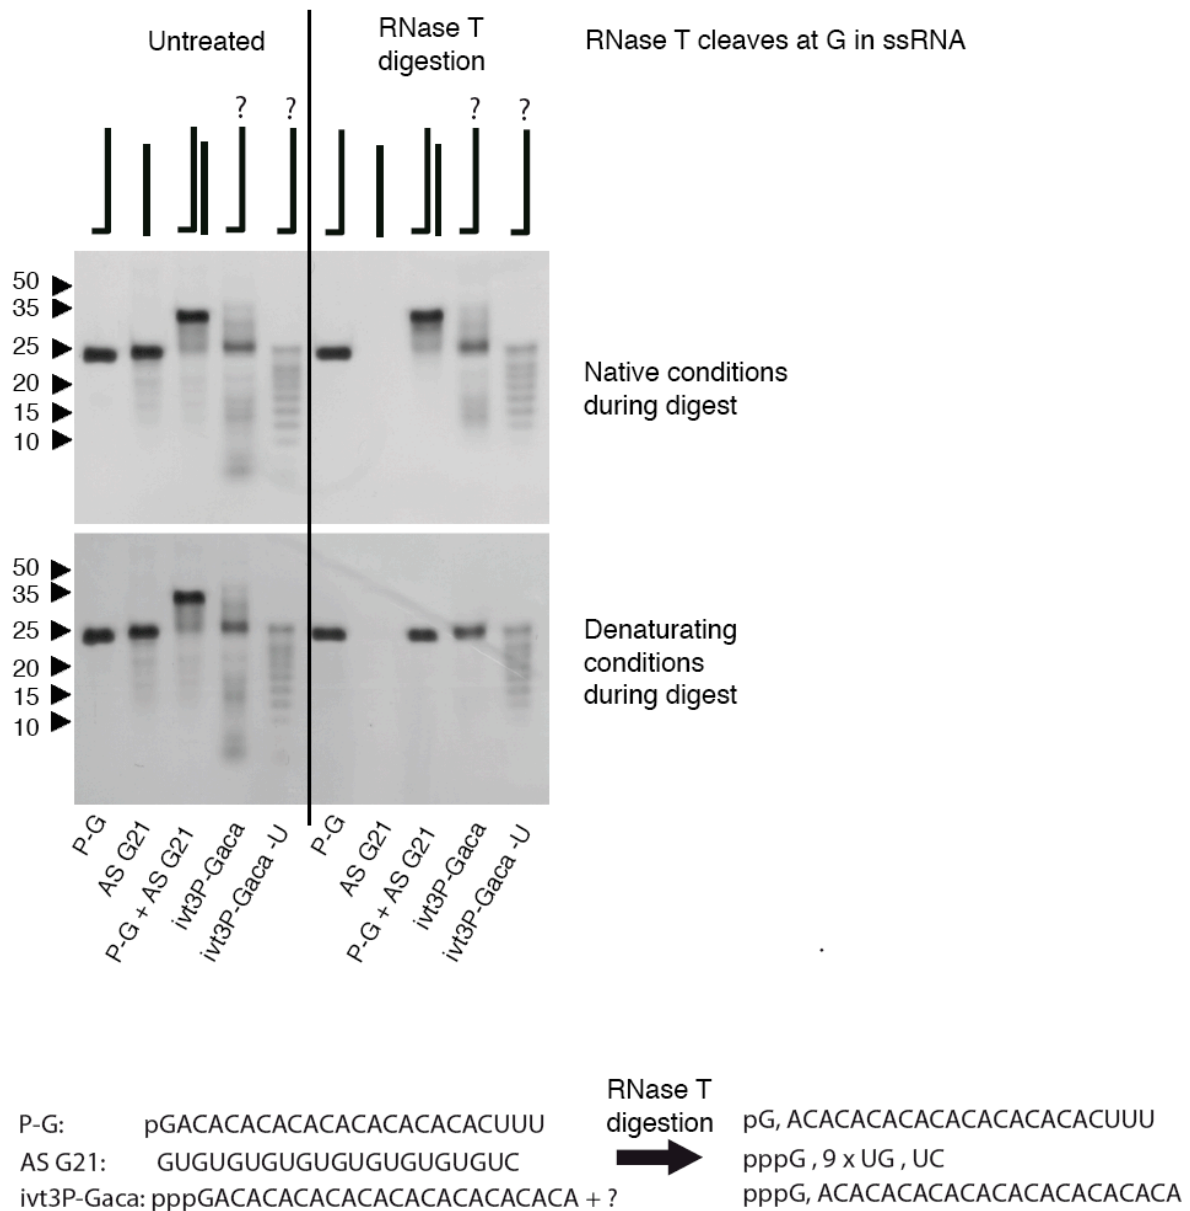 Untreated
RNase T
digestion
RNase T cleaves at G in ssRNA
? ? ? ?
50
35
25
20
15
10
Native conditions
during digest
50
35
25
20
15
10
Denaturating
conditions
during digest
P-G
AS G21
P-G + AS G21
ivt3P-Gaca
ivt3P-Gaca -U
P-G
AS G21
P-G + AS G21
ivt3P-Gaca
ivt3P-Gaca -U
RNase T
digestion
P-G: pGACACACACACACACACACACUUU pG, ACACACACACACACACACACUUU
AS G21: GUGUGUGUGUGUGUGUGUGUC pppG , 9 x UG , UC
ivt3P-Gaca: pppGACACACACACACACACACACACA + ? pppG, ACACACACACACACACACACACA